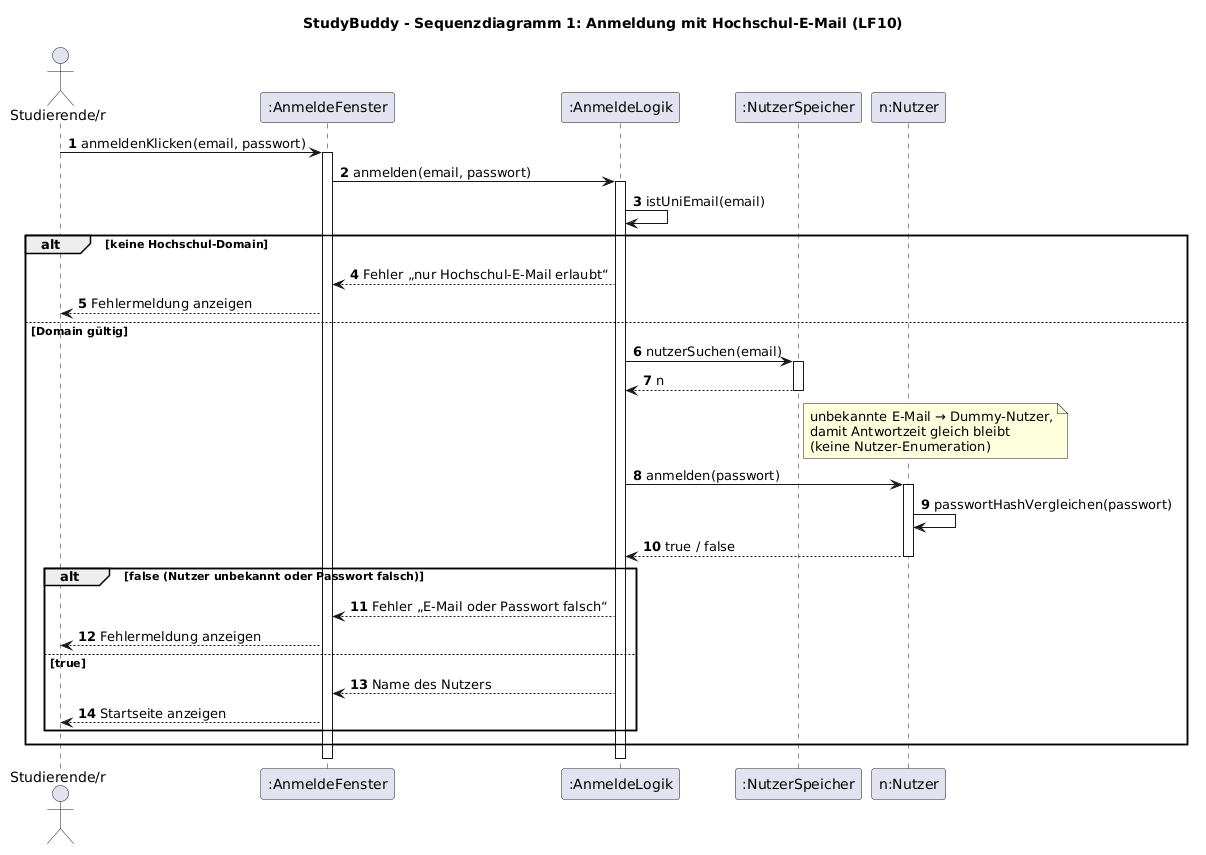 StudyBuddy - Sequenzdiagramm 1: Anmeldung mit Hochschul-E-Mail (LF10)
Studierende/r
:AnmeldeFenster
:AnmeldeLogik
:NutzerSpeicher
n:Nutzer
1 anmeldenKlicken(email, passwort)
2 anmelden(email, passwort)
3 istUniEmail(email)
alt [keine Hochschul-Domain]
4 Fehler „nur Hochschul-E-Mail erlaubt“
5 Fehlermeldung anzeigen
[Domain gültig]
6 nutzerSuchen(email)
7 n
unbekannte E-Mail → Dummy-Nutzer,
damit Antwortzeit gleich bleibt
(keine Nutzer-Enumeration)
8 anmelden(passwort)
9 passwortHashVergleichen(passwort)
10 true / false
alt [false (Nutzer unbekannt oder Passwort falsch)]
11 Fehler „E-Mail oder Passwort falsch“
12 Fehlermeldung anzeigen
[true]
13 Name des Nutzers
14 Startseite anzeigen
Studierende/r
:AnmeldeFenster
:AnmeldeLogik
:NutzerSpeicher
n:Nutzer